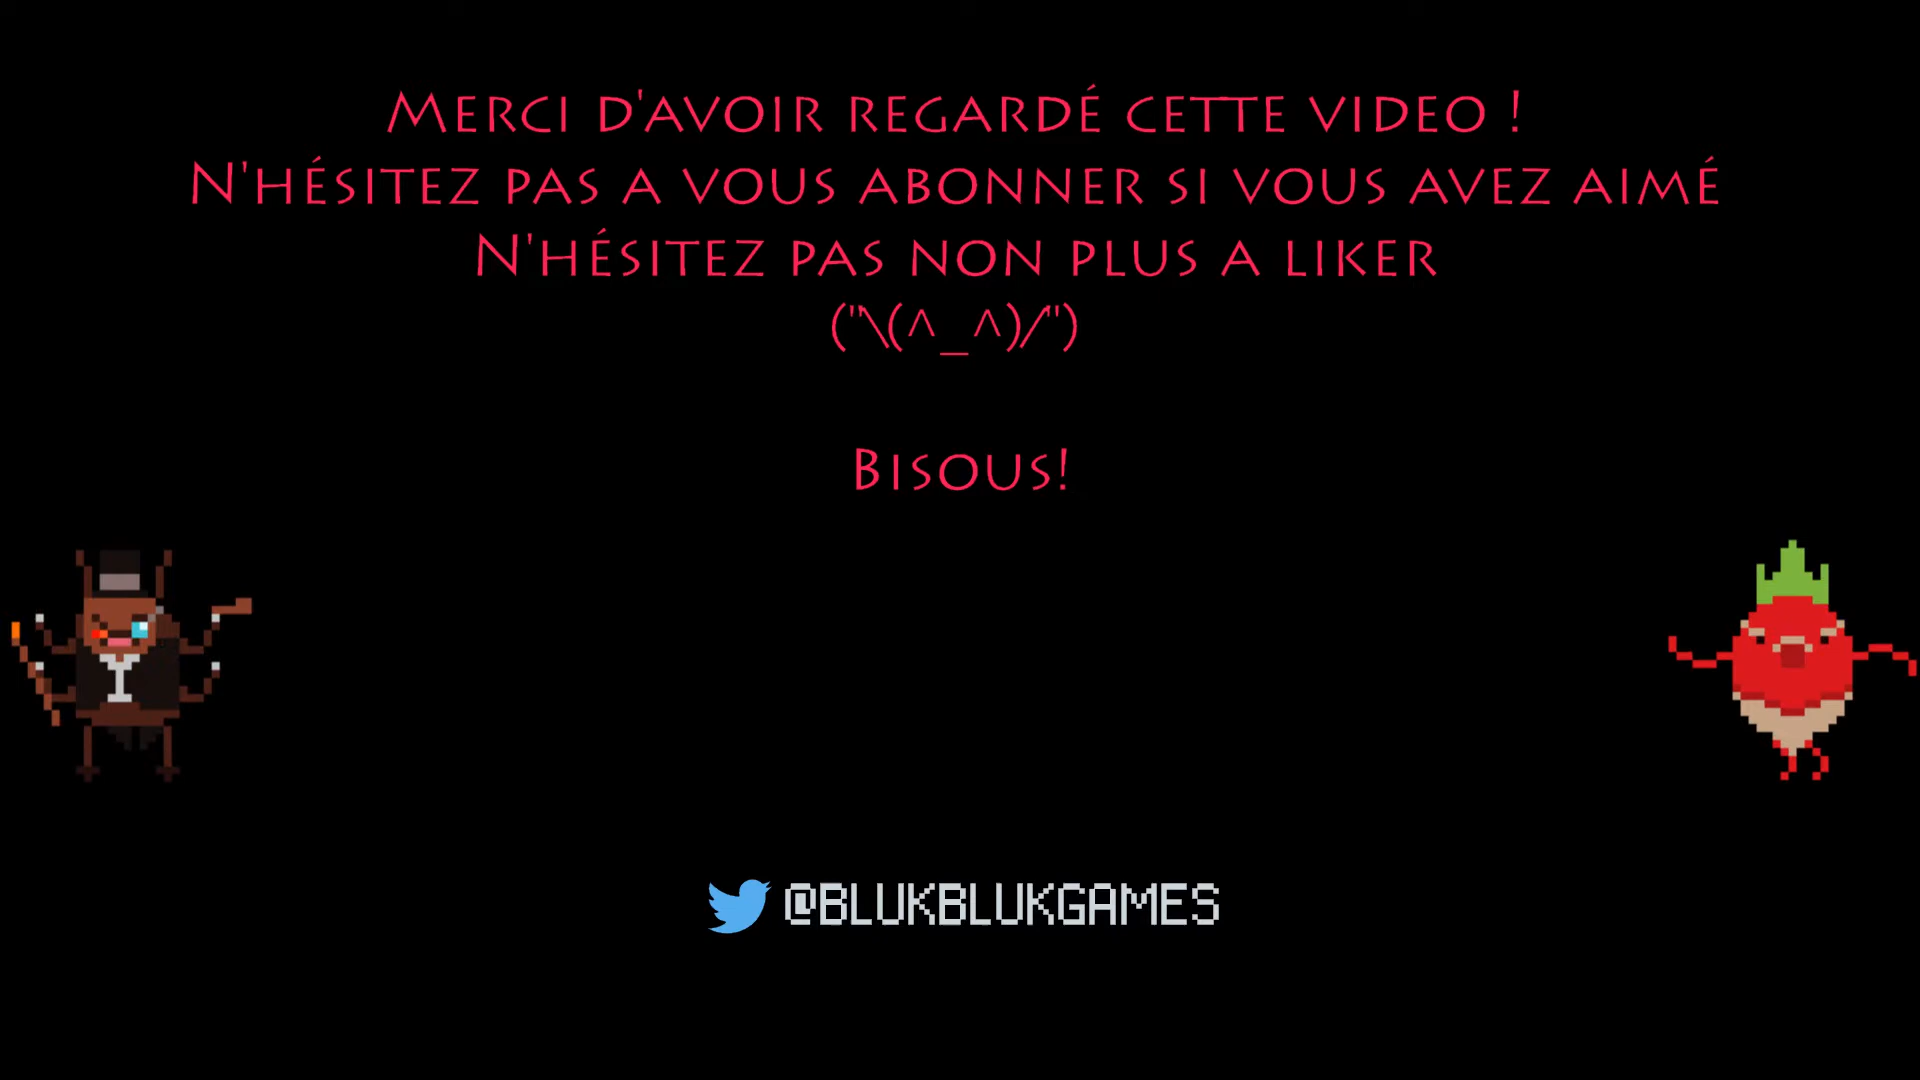 Merci d'avoir regardé cette video !
N'hésitez pas a vous abonner si vous avez aimé
N'hésitez pas non plus a liker
("\(^_^)/")
Bisous!
@BLUKBLUKGAMES